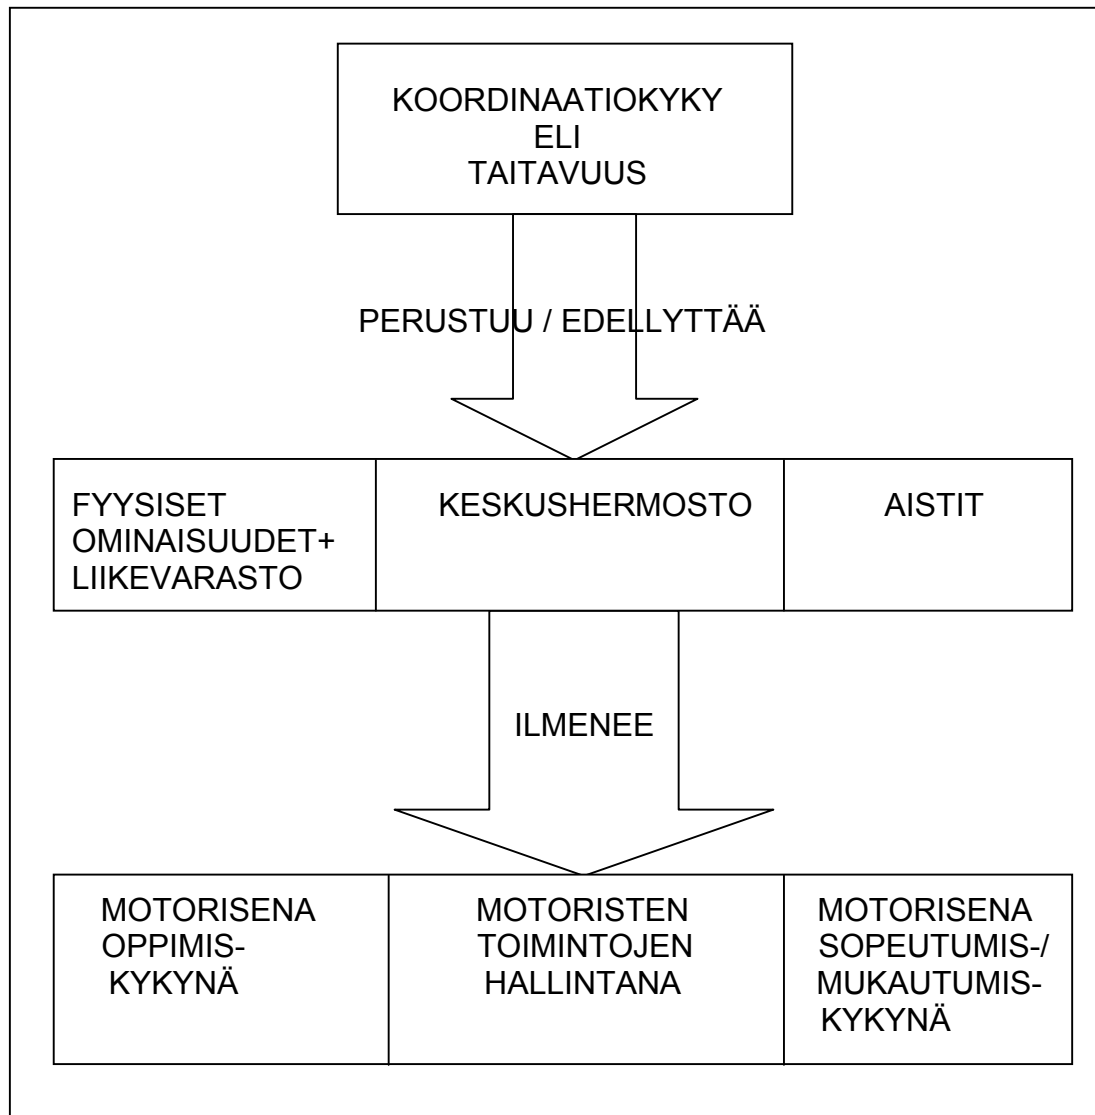 KOORDINAATIOKYKY
ELI
TAITAVUUS
PERUSTUU / EDELLYTTÄÄ
FYYSISET
OMINAISUUDET+
LIIKEVARASTO
KESKUSHERMOSTO
AISTIT
ILMENEE
MOTORISENA
OPPIMIS-
KYKYNÄ
MOTORISTEN
TOIMINTOJEN
HALLINTANA
MOTORISENA
SOPEUTUMIS-/
MUKAUTUMIS-
KYKYNÄ